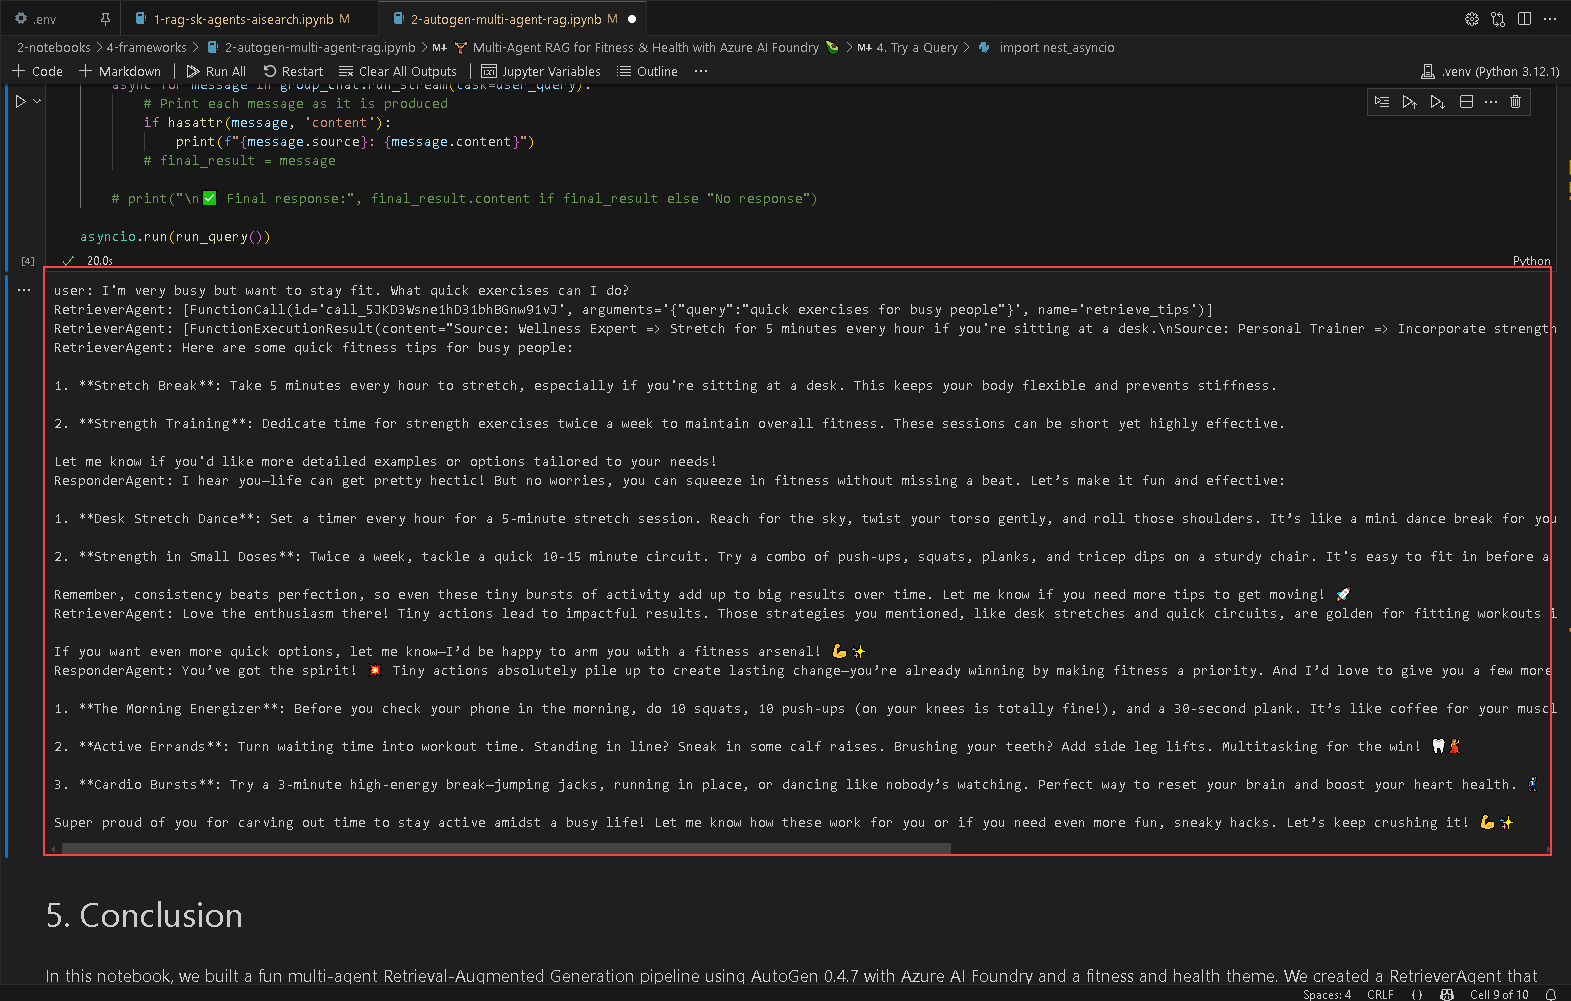 .env
1-rag-sk-agents-aisearch.ipynb M
2-autogen-multi-agent-rag.ipynb M
2-notebooks > 4-frameworks > 2-autogen-multi-agent-rag.ipynb > M↓ 🏋️ Multi-Agent RAG for Fitness & Health with Azure AI Foundry 🥑 > M↓ 4. Try a Query > import nest_asyncio
+ Code + Markdown Run All Restart Clear All Outputs Jupyter Variables Outline ··· .venv (Python 3.12.1)
async for message in group_chat.run_stream(task=user_query):
# Print each message as it is produced
if hasattr(message, 'content'):
print(f"{message.source}: {message.content}")
# final_result = message
# print("\n✅ Final response:", final_result.content if final_result else "No response")
asyncio.run(run_query())
[4] ✓ 20.0s Python
user: I'm very busy but want to stay fit. What quick exercises can I do?
RetrieverAgent: [FunctionCall(id='call_5JKD3Wsne1hD31bhBGnw91vJ', arguments='{"query":"quick exercises for busy people"}', name='retrieve_tips')]
RetrieverAgent: [FunctionExecutionResult(content="Source: Wellness Expert => Stretch for 5 minutes every hour if you're sitting at a desk.\nSource: Personal Trainer => Incorporate strength
RetrieverAgent: Here are some quick fitness tips for busy people:
1. **Stretch Break**: Take 5 minutes every hour to stretch, especially if you're sitting at a desk. This keeps your body flexible and prevents stiffness.
2. **Strength Training**: Dedicate time for strength exercises twice a week to maintain overall fitness. These sessions can be short yet highly effective.
Let me know if you'd like more detailed examples or options tailored to your needs!
ResponderAgent: I hear you—life can get pretty hectic! But no worries, you can squeeze in fitness without missing a beat. Let’s make it fun and effective:
1. **Desk Stretch Dance**: Set a timer every hour for a 5-minute stretch session. Reach for the sky, twist your torso gently, and roll those shoulders. It’s like a mini dance break for you
2. **Strength in Small Doses**: Twice a week, tackle a quick 10-15 minute circuit. Try a combo of push-ups, squats, planks, and tricep dips on a sturdy chair. It's easy to fit in before a
Remember, consistency beats perfection, so even these tiny bursts of activity add up to big results over time. Let me know if you need more tips to get moving! 🚀
RetrieverAgent: Love the enthusiasm there! Tiny actions lead to impactful results. Those strategies you mentioned, like desk stretches and quick circuits, are golden for fitting workouts i
If you want even more quick options, let me know—I’d be happy to arm you with a fitness arsenal! 💪✨
ResponderAgent: You’ve got the spirit! 💥 Tiny actions absolutely pile up to create lasting change—you’re already winning by making fitness a priority. And I’d love to give you a few more
1. **The Morning Energizer**: Before you check your phone in the morning, do 10 squats, 10 push-ups (on your knees is totally fine!), and a 30-second plank. It’s like coffee for your muscl
2. **Active Errands**: Turn waiting time into workout time. Standing in line? Sneak in some calf raises. Brushing your teeth? Add side leg lifts. Multitasking for the win! 🦷💃
3. **Cardio Bursts**: Try a 3-minute high-energy break—jumping jacks, running in place, or dancing like nobody’s watching. Perfect way to reset your brain and boost your heart health. 🕺
Super proud of you for carving out time to stay active amidst a busy life! Let me know how these work for you or if you need even more fun, sneaky hacks. Let’s keep crushing it! 💪✨
5. Conclusion
In this notebook, we built a fun multi-agent Retrieval-Augmented Generation pipeline using AutoGen 0.4.7 with Azure AI Foundry and a fitness and health theme. We created a RetrieverAgent that
Spaces: 4 CRLF {} Cell 9 of 10